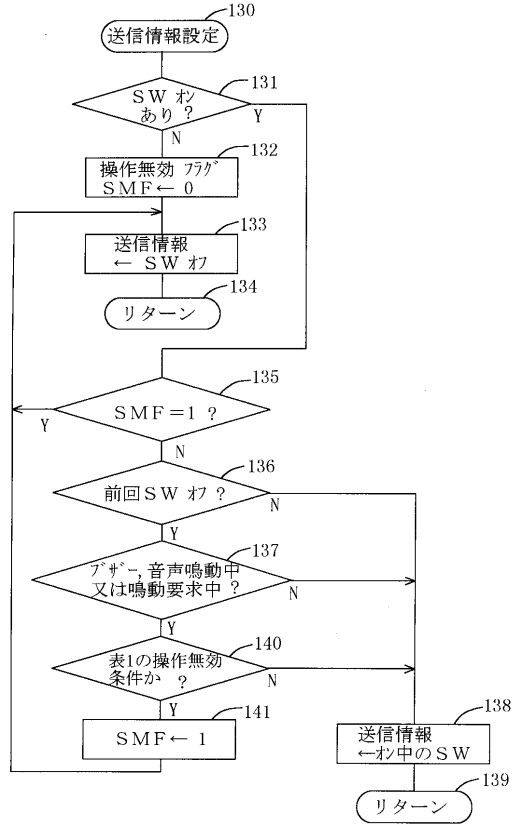 130
送信情報設定
131
SW ｵﾝ
あり ?
Y
N
132
操作無効 ﾌﾗｸﾞ
SMF← 0
133
送信情報
← SW ｵﾌ
134
リターン
135
SMF=1 ?
Y
N
136
前回SW ｵﾌ ?
N
Y
137
ﾌﾞｻﾞｰ,音声鳴動中
又は鳴動要求中 ?
N
Y
140
表1の操作無効
条件か ?
N
Y
141
SMF← 1
138
送信情報
←ｵﾝ中のSW
139
リターン